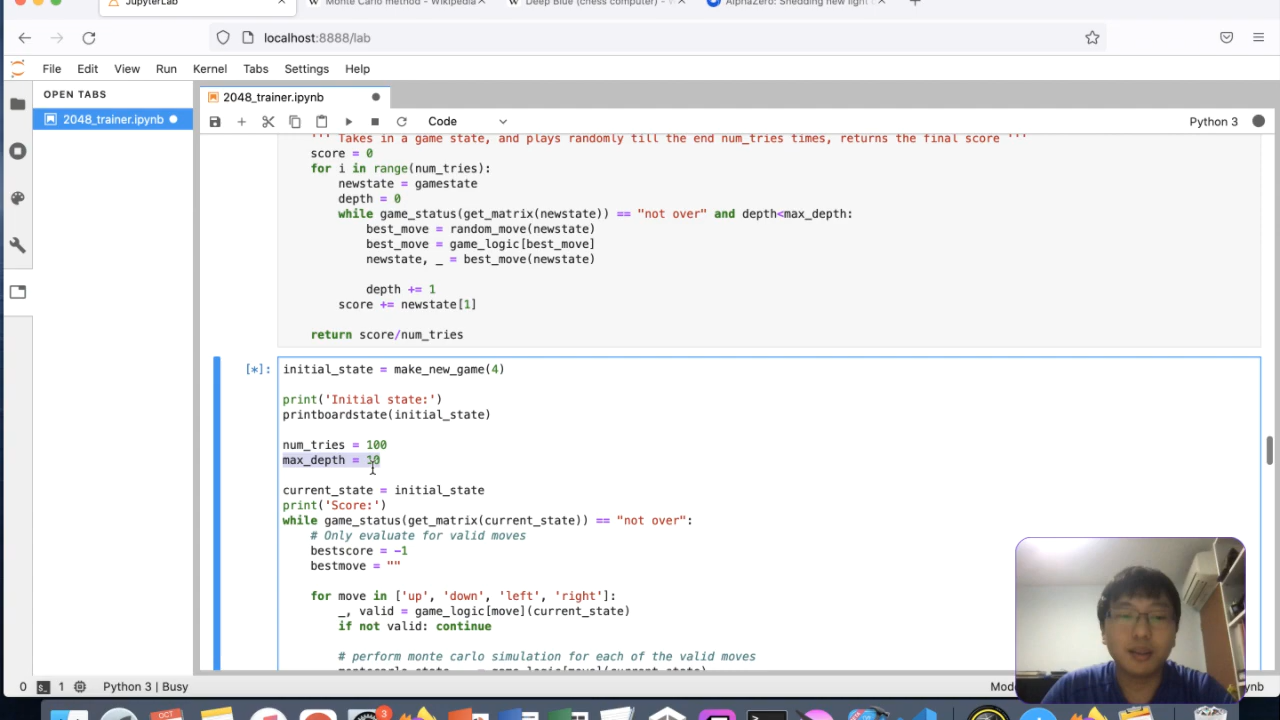 JupyterLab
Monte Carlo method - Wikipedia
Deep Blue (chess computer) -
AlphaZero: Shedding new light
localhost:8888/lab
File Edit View Run Kernel Tabs Settings Help
OPEN TABS
2048_trainer.ipynb
2048_trainer.ipynb
Code
Python 3
''' Takes in a game state, and plays randomly till the end num_tries times, returns the final score '''
score = 0
for i in range(num_tries):
newstate = gamestate
depth = 0
while game_status(get_matrix(newstate)) == "not over" and depth<max_depth:
best_move = random_move(newstate)
best_move = game_logic[best_move]
newstate, _ = best_move(newstate)
depth += 1
score += newstate[1]
return score/num_tries
[*]:
initial_state = make_new_game(4)
print('Initial state:')
printboardstate(initial_state)
num_tries = 100
max_depth = 10
current_state = initial_state
print('Score:')
while game_status(get_matrix(current_state)) == "not over":
# Only evaluate for valid moves
bestscore = -1
bestmove = ""
for move in ['up', 'down', 'left', 'right']:
_, valid = game_logic[move](current_state)
if not valid: continue
# perform monte carlo simulation for each of the valid moves
0 1 Python 3 | Busy
OCT
3